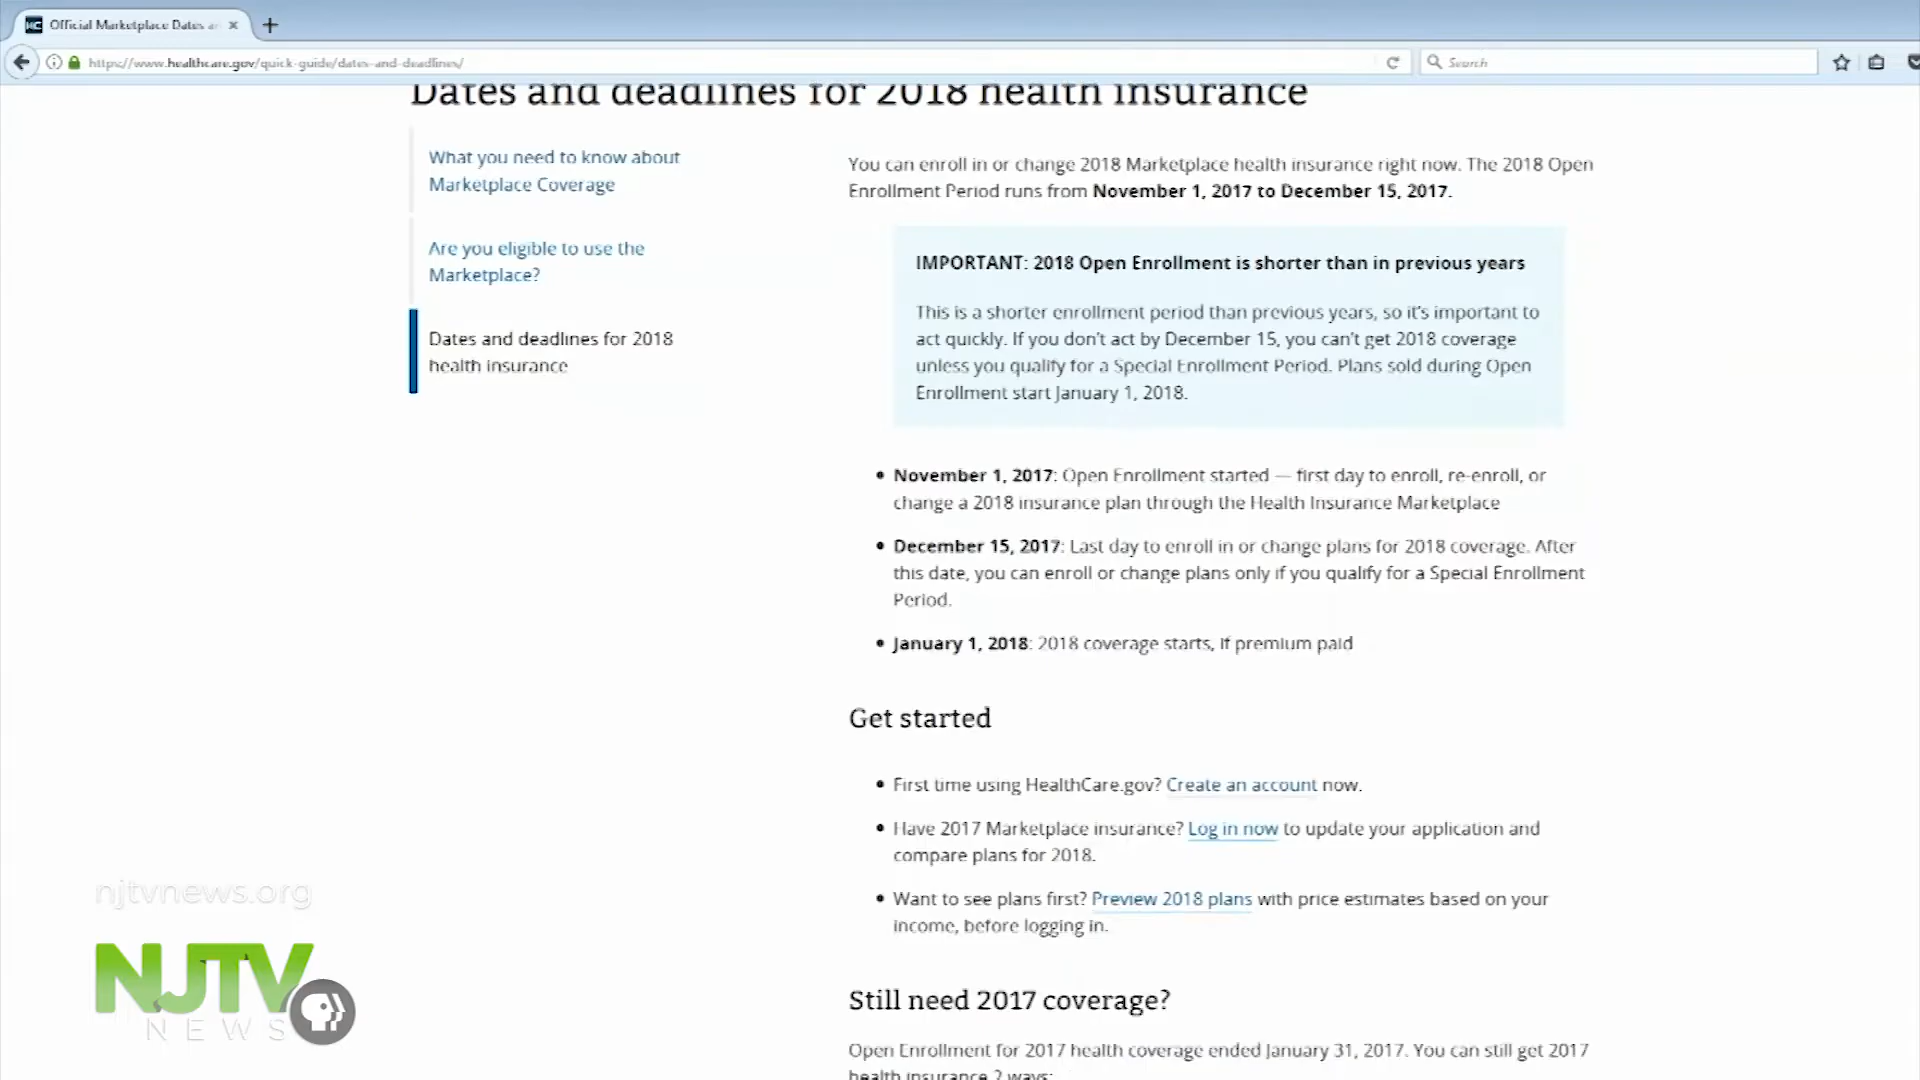 Official Marketplace Dates a
https://www.healthcare.gov/quick-guide/dates-and-deadlines/
Search
Dates and deadlines for 2018 health insurance
What you need to know about
Marketplace Coverage
Are you eligible to use the
Marketplace?
Dates and deadlines for 2018
health insurance
You can enroll in or change 2018 Marketplace health insurance right now. The 2018 Open
Enrollment Period runs from November 1, 2017 to December 15, 2017.
IMPORTANT: 2018 Open Enrollment is shorter than in previous years
This is a shorter enrollment period than previous years, so it's important to
act quickly. If you don't act by December 15, you can't get 2018 coverage
unless you qualify for a Special Enrollment Period. Plans sold during Open
Enrollment start January 1, 2018.
• November 1, 2017: Open Enrollment started — first day to enroll, re-enroll, or
change a 2018 insurance plan through the Health Insurance Marketplace
• December 15, 2017: Last day to enroll in or change plans for 2018 coverage. After
this date, you can enroll or change plans only if you qualify for a Special Enrollment
Period.
• January 1, 2018: 2018 coverage starts, if premium paid
Get started
• First time using HealthCare.gov? Create an account now.
• Have 2017 Marketplace insurance? Log in now to update your application and
compare plans for 2018.
• Want to see plans first? Preview 2018 plans with price estimates based on your
income, before logging in.
Still need 2017 coverage?
Open Enrollment for 2017 health coverage ended January 31, 2017. You can still get 2017
health insurance 2 ways:
njtvnews.org
NJTV
NEWS